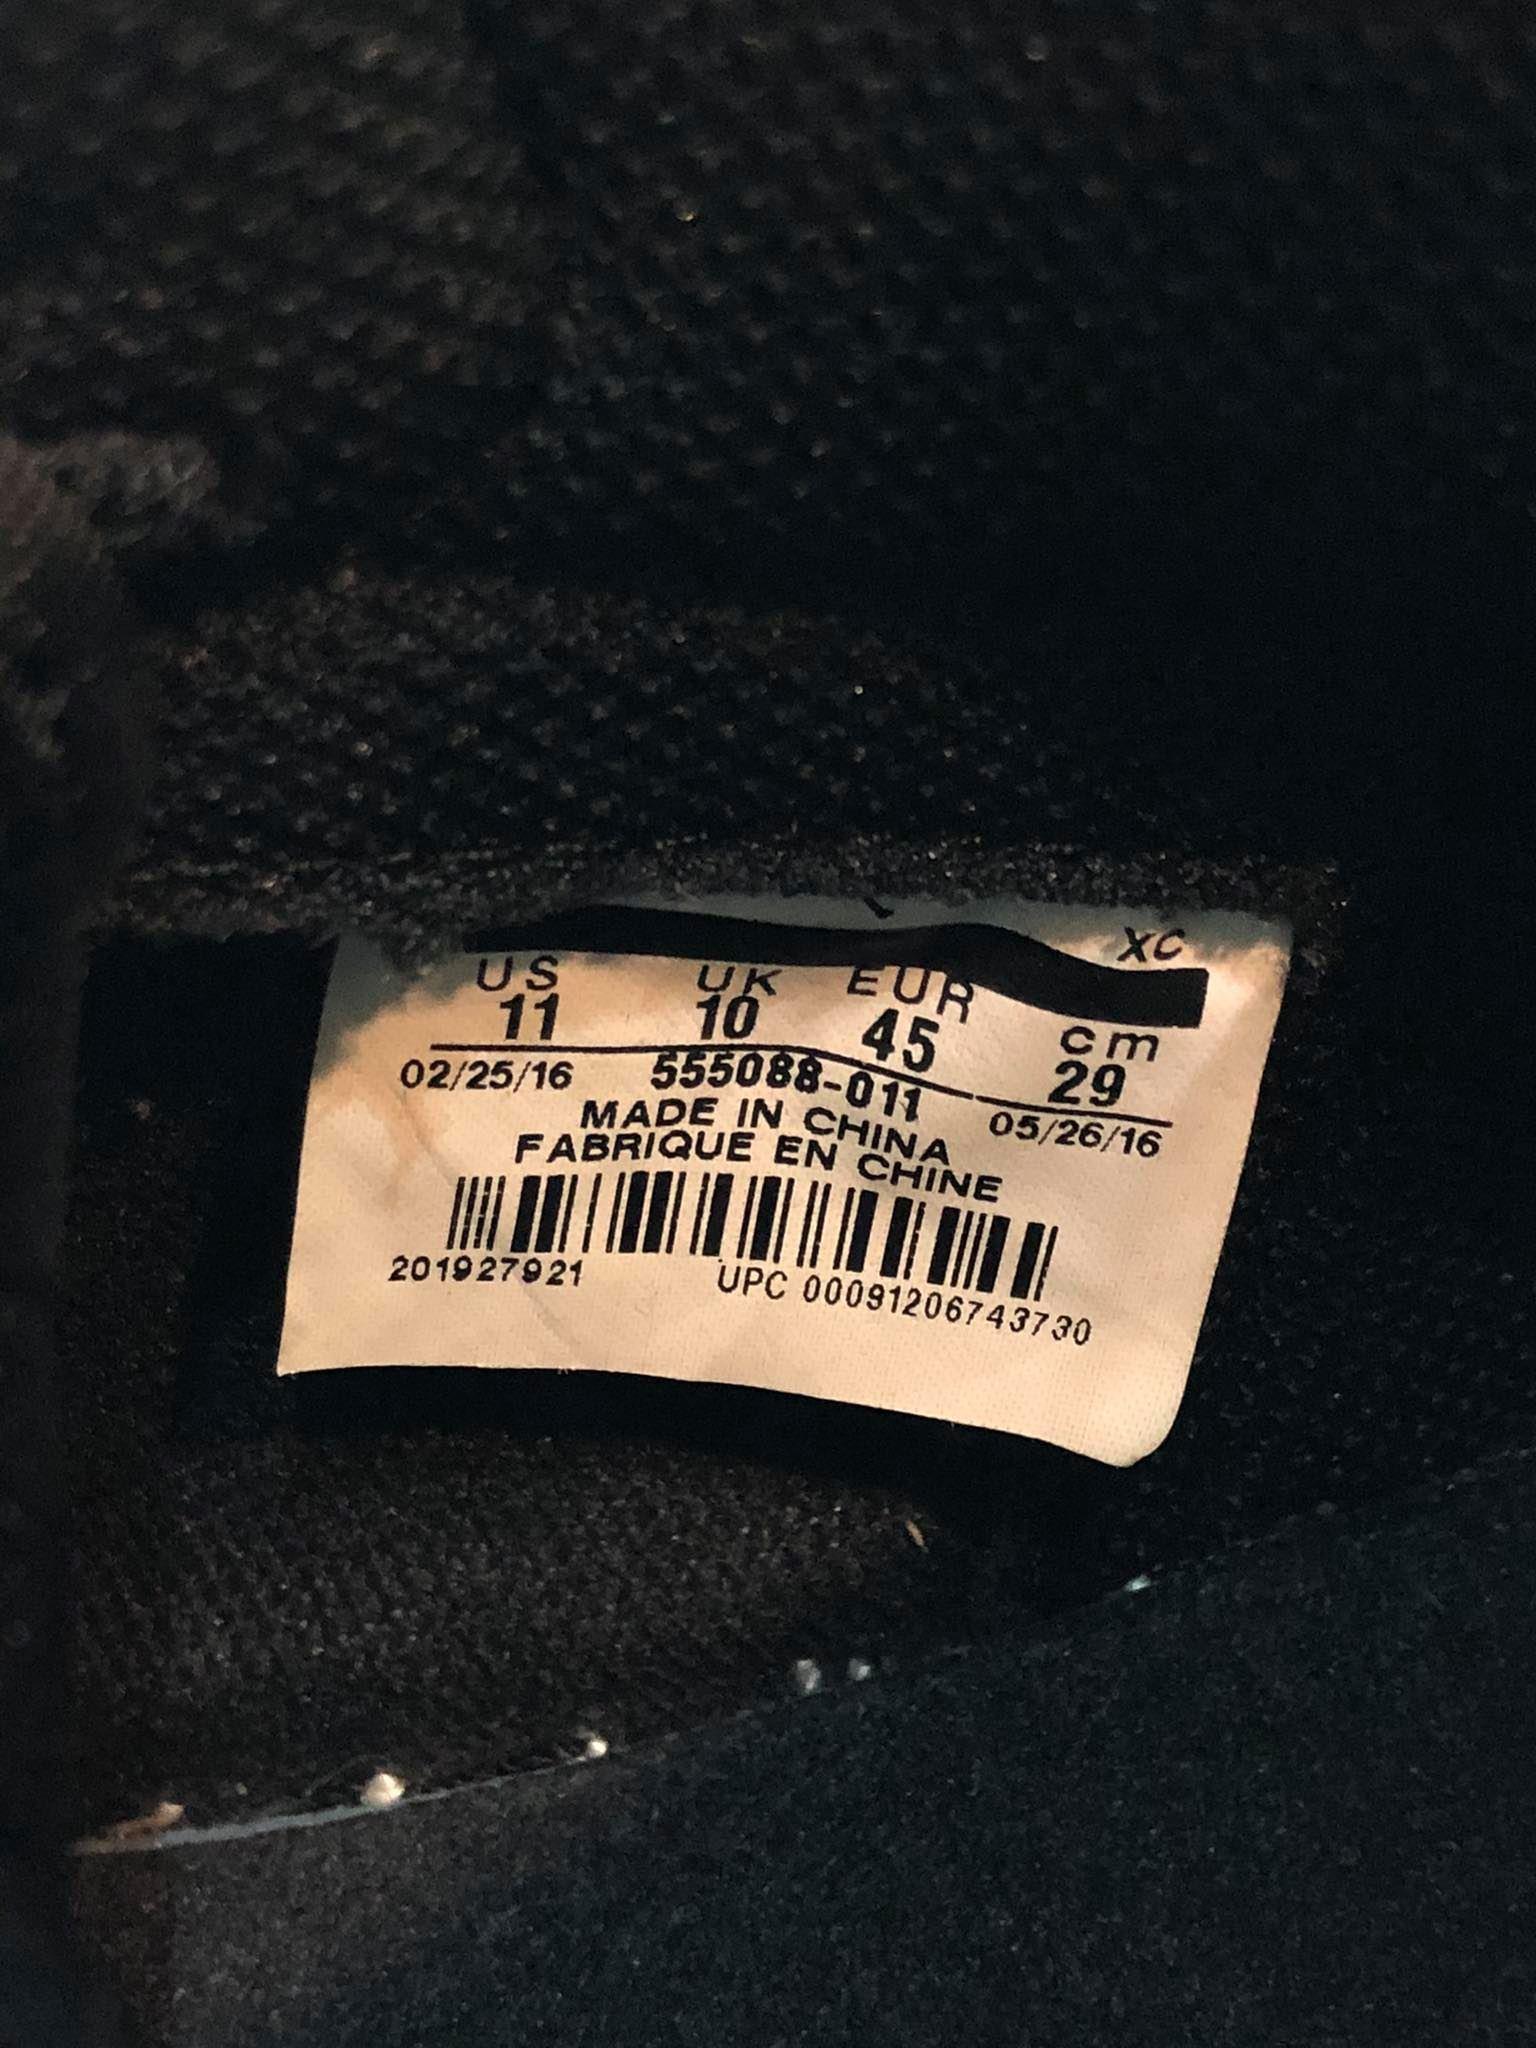 XC
US UK EUR cm
11 10 45 29
02/25/16 555088-011 05/26/16
MADE IN CHINA
FABRIQUE EN CHINE
201927921 UPC 00091206743730